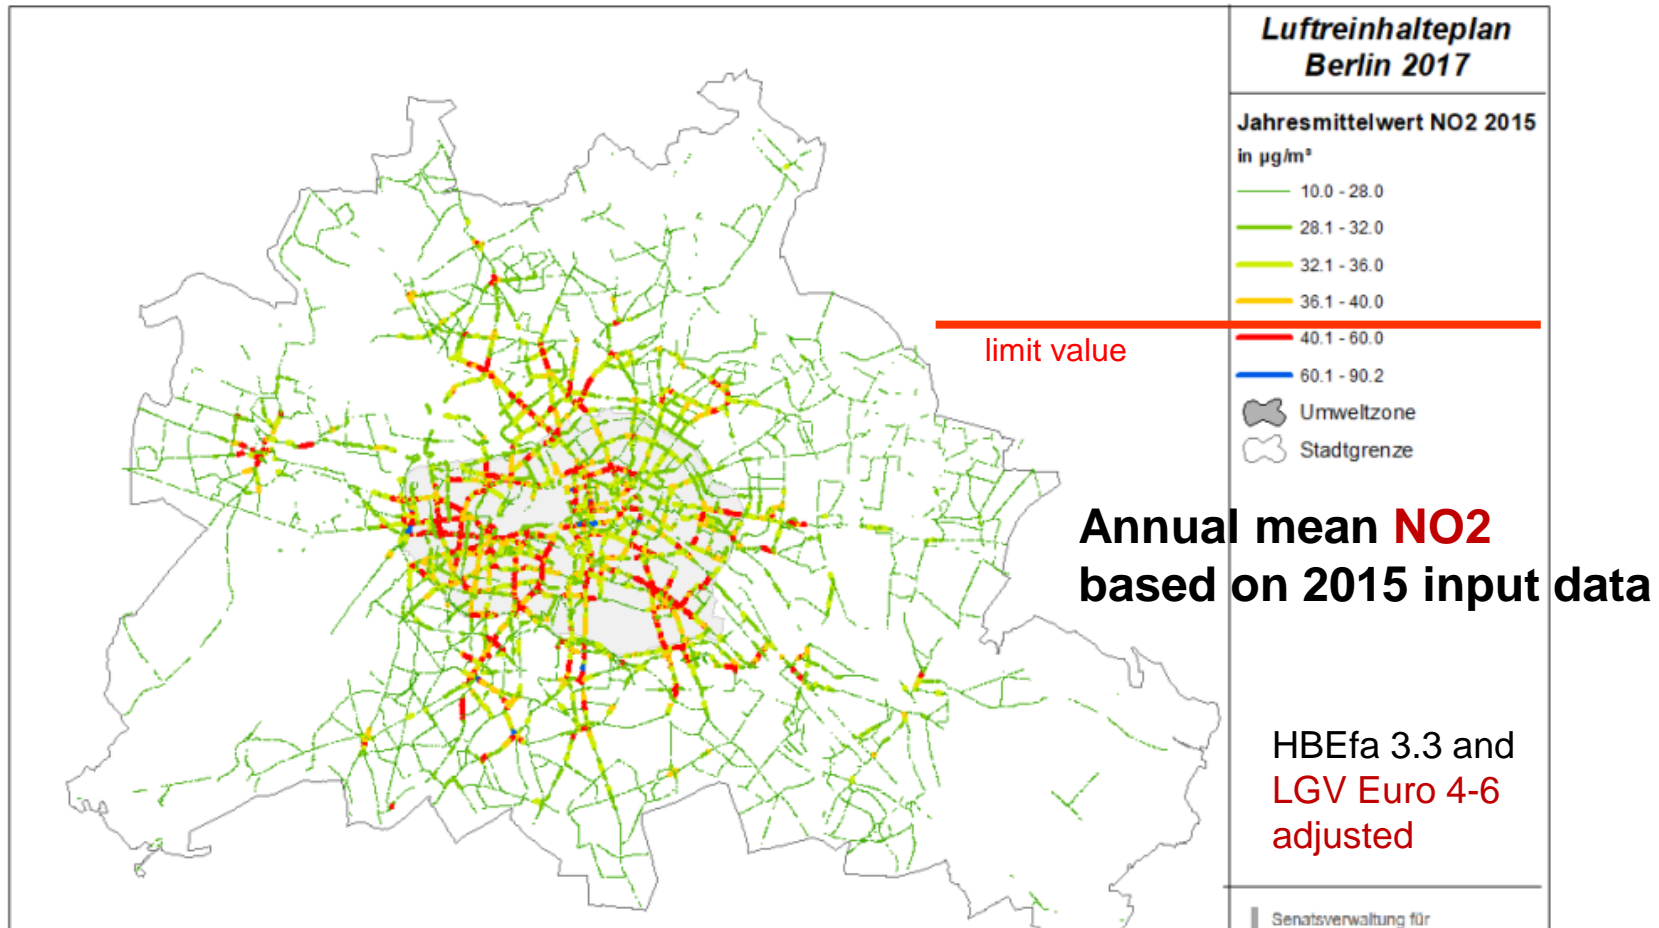 Luftreinhalteplan
Berlin 2017
Jahresmittelwert NO2 2015
in µg/m³
10.0 - 28.0
28.1 - 32.0
32.1 - 36.0
36.1 - 40.0
limit value
40.1 - 60.0
60.1 - 90.2
Umweltzone
Stadtgrenze
Annual mean NO2
based on 2015 input data
HBEfa 3.3 and
LGV Euro 4-6
adjusted
Senatsverwaltung für